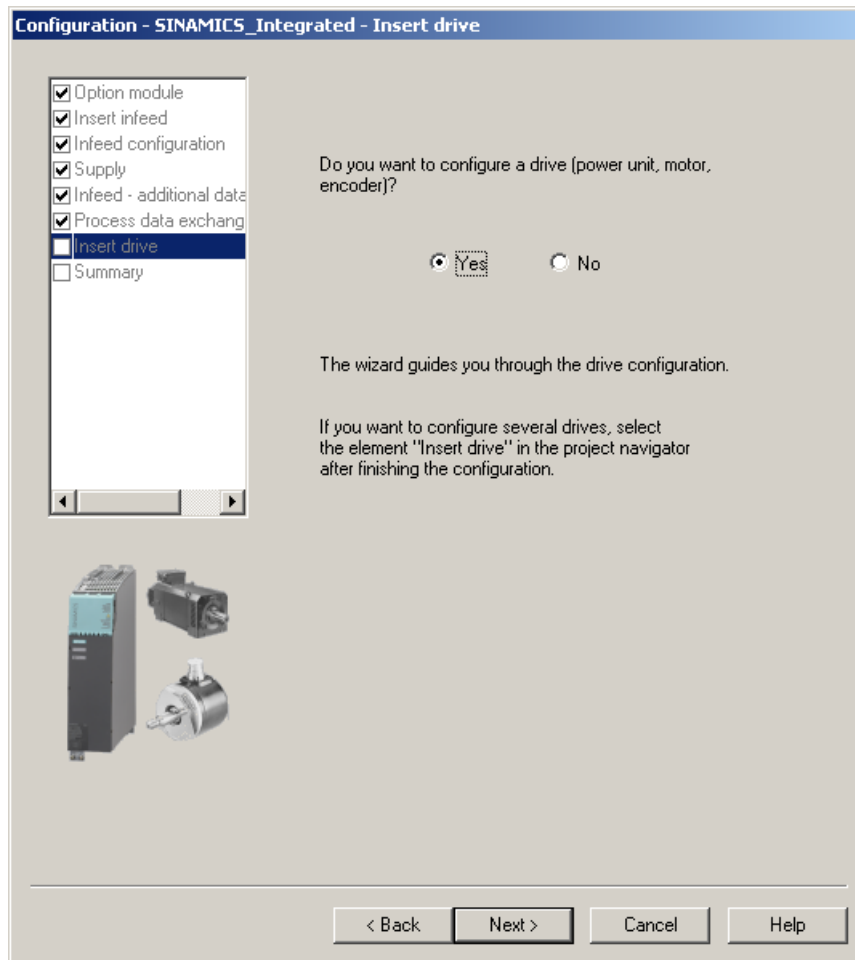 Configuration - SINAMICS_Integrated - Insert drive
Option module
Insert infeed
Infeed configuration
Supply
Infeed - additional data
Process data exchang
Insert drive
Summary
Do you want to configure a drive (power unit, motor,
encoder)?
Yes
No
The wizard guides you through the drive configuration.
If you want to configure several drives, select
the element "Insert drive" in the project navigator
after finishing the configuration.
< Back
Next >
Cancel
Help